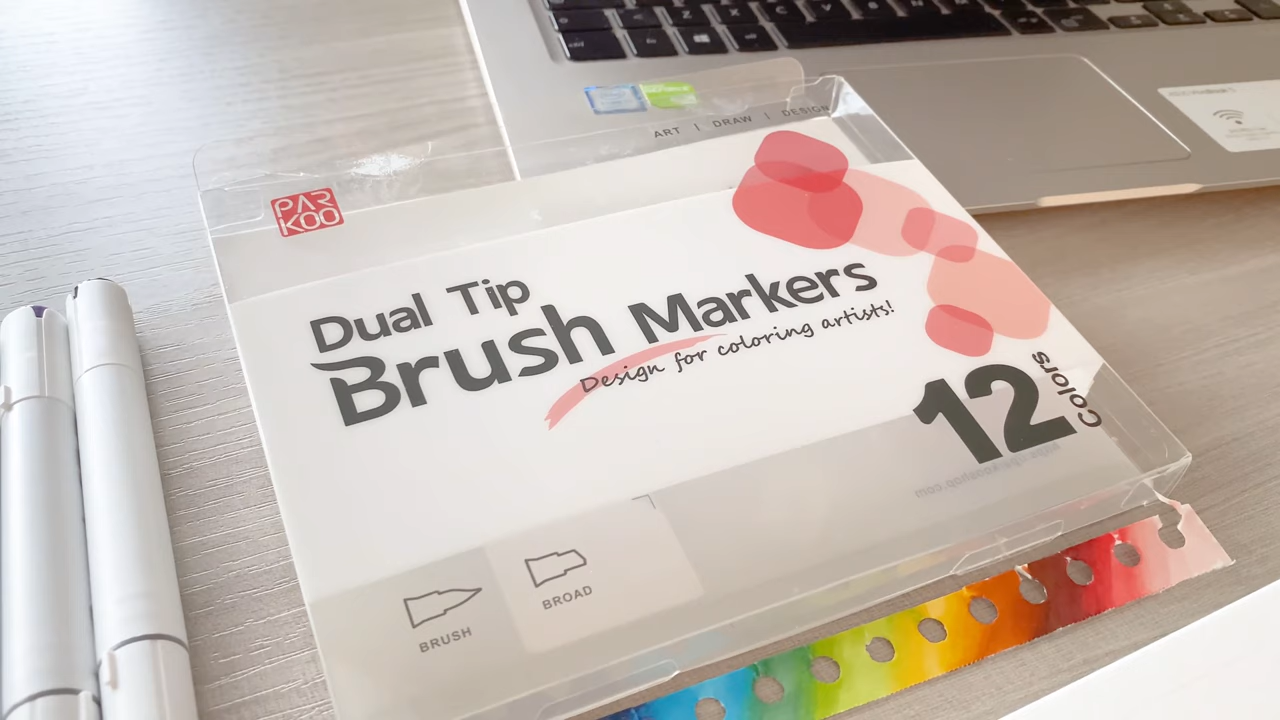 ART | DRAW | DESIGN
PAR
KOO
Dual Tip
Brush Markers
Design for coloring artists!
12
Colors
BRUSH
BROAD